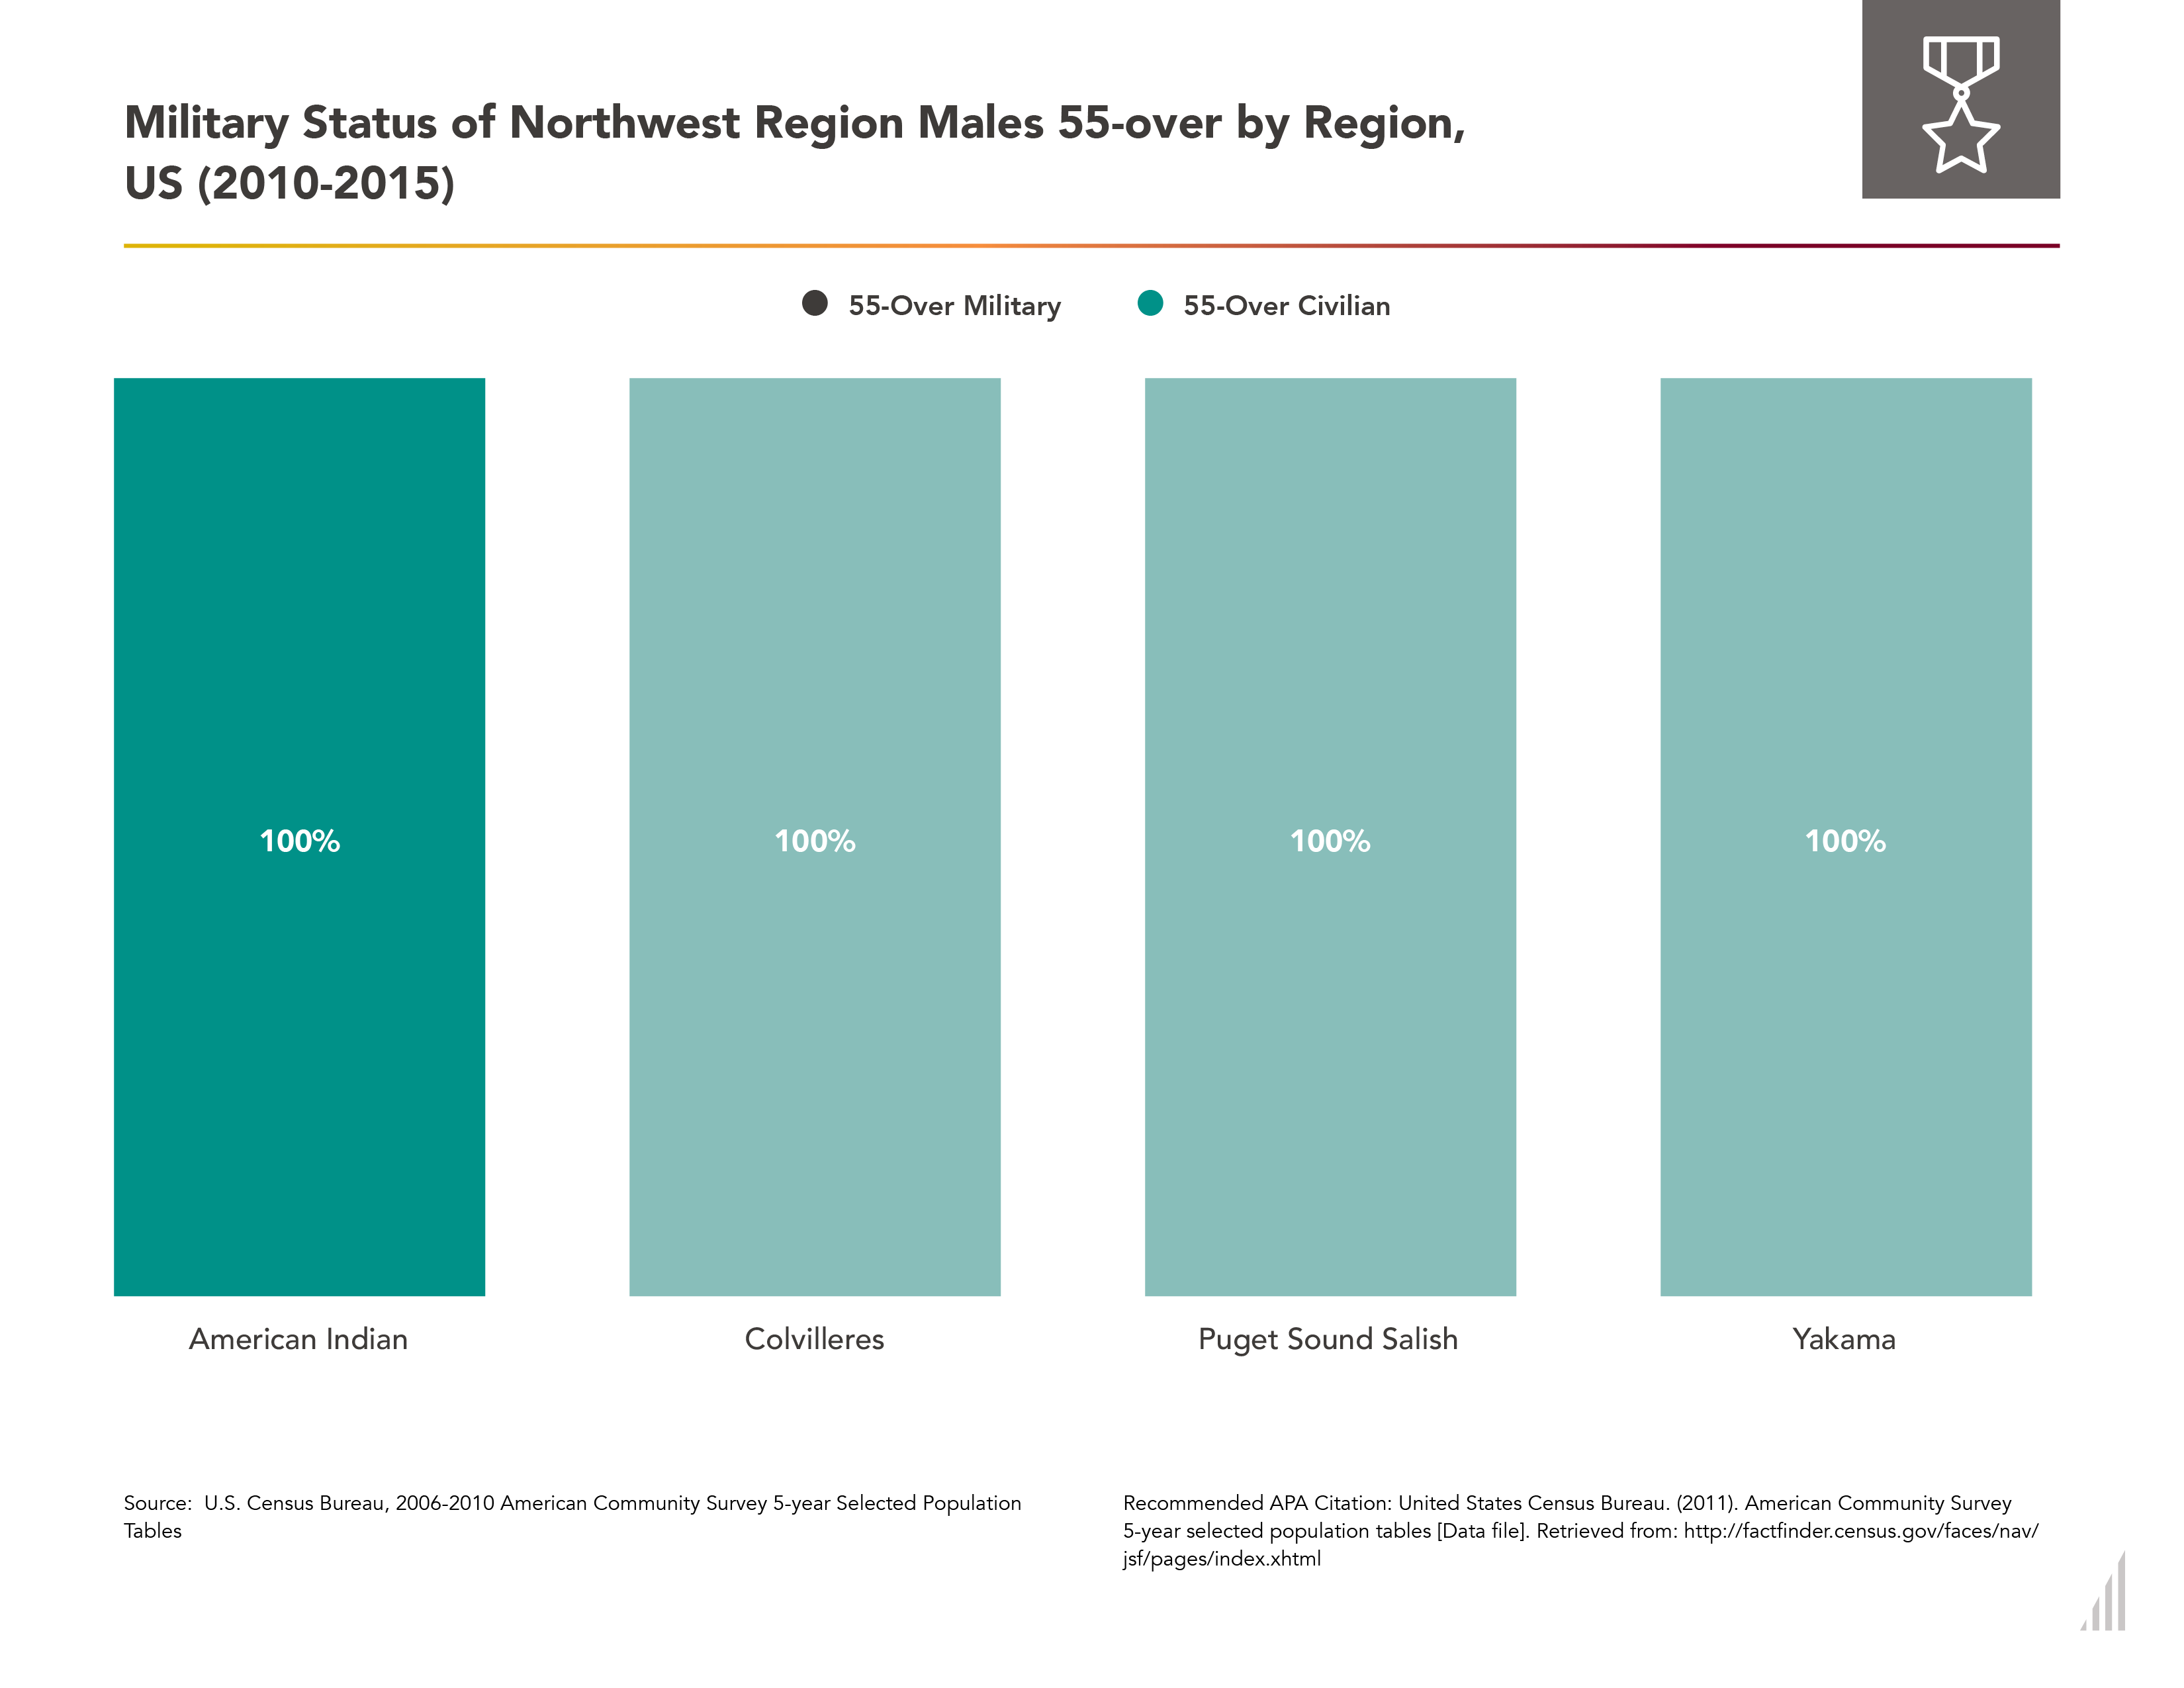 Military Status of Northwest Region Males 55-over by Region,
US (2010-2015)
55-Over Military
55-Over Civilian
100%
100%
100%
100%
American Indian
Colvilleres
Puget Sound Salish
Yakama
Source:  U.S. Census Bureau, 2006-2010 American Community Survey 5-year Selected Population
Tables
Recommended APA Citation: United States Census Bureau. (2011). American Community Survey
5-year selected population tables [Data file]. Retrieved from: http://factfinder.census.gov/faces/nav/
jsf/pages/index.xhtml